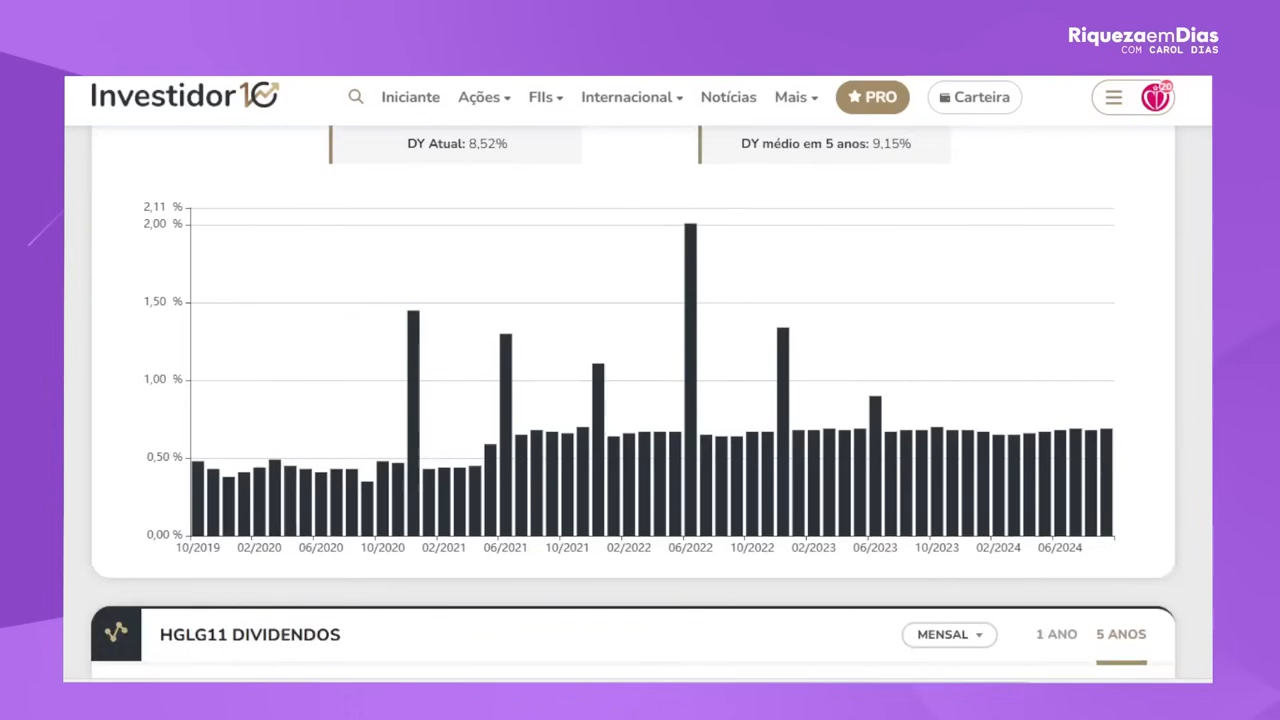 RiquezaemDias
COM CAROL DIAS
Investidor10
Iniciante Ações FIIs Internacional Notícias Mais PRO Carteira
+20
DY Atual: 8,52% DY médio em 5 anos: 9,15%
2,11 %
2,00 %
1,50 %
1,00 %
0,50 %
0,00 %
10/2019 02/2020 06/2020 10/2020 02/2021 06/2021 10/2021 02/2022 06/2022 10/2022 02/2023 06/2023 10/2023 02/2024 06/2024
HGLG11 DIVIDENDOS MENSAL 1 ANO 5 ANOS